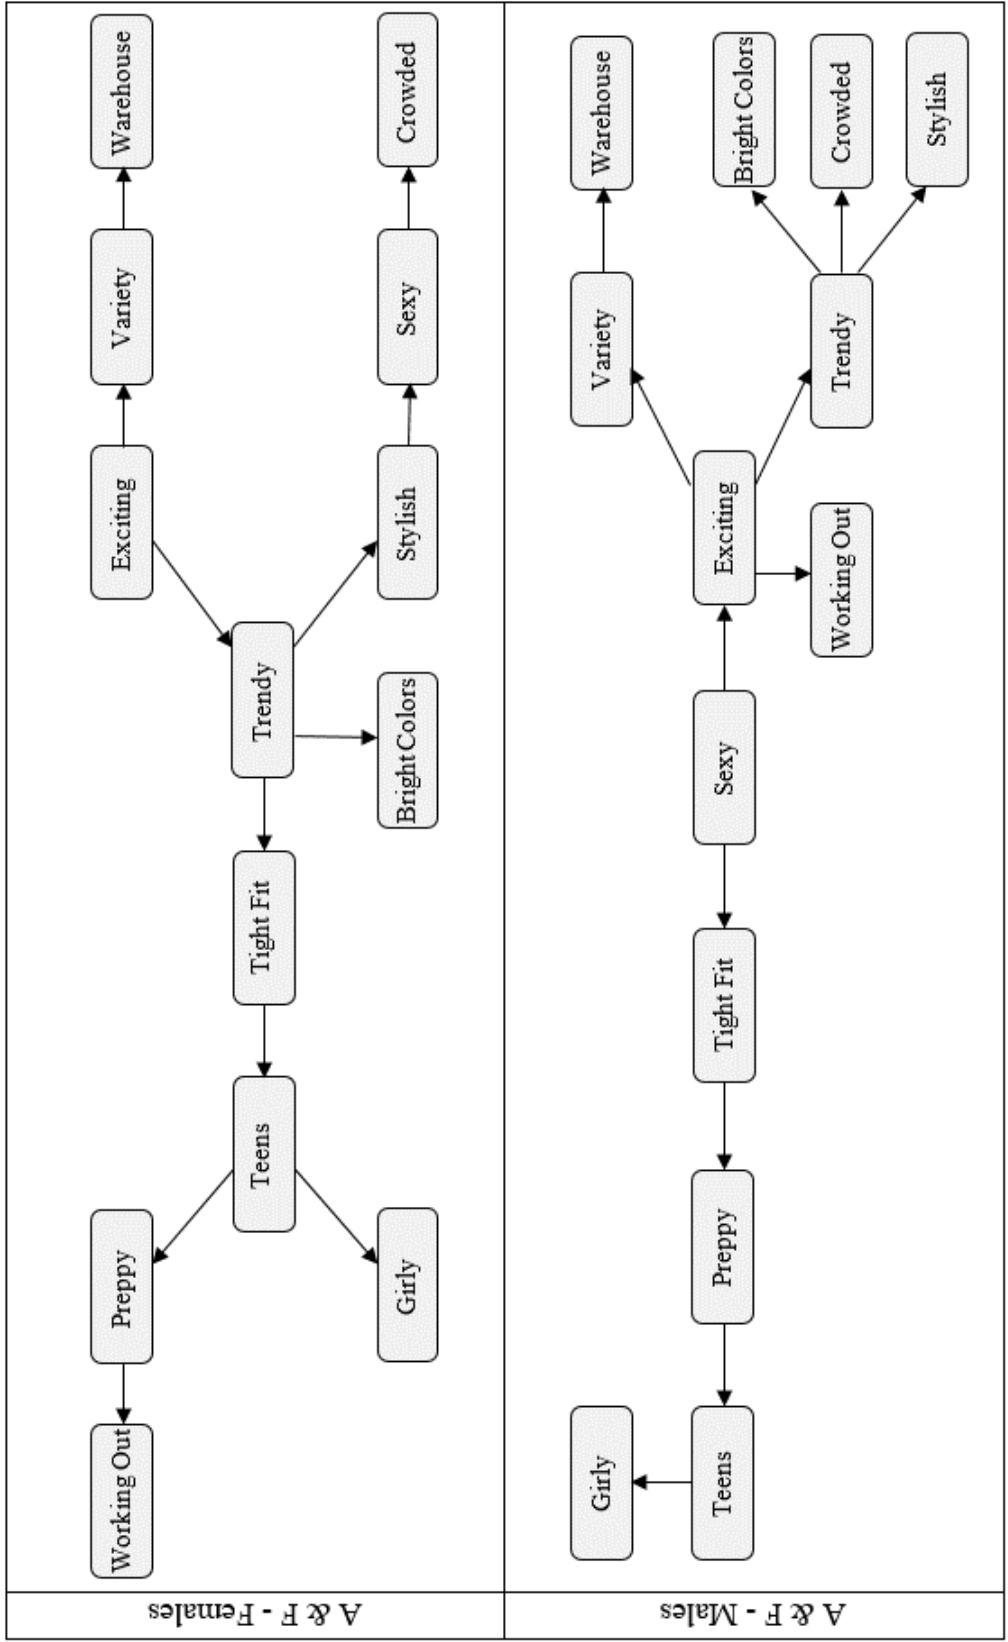 Warehouse
Crowded
Variety
Sexy
Exciting
Stylish
Trendy
Bright Colors
Tight Fit
Teens
Preppy
Girly
Working Out
A & F - Females
Warehouse
Bright Colors
Crowded
Stylish
Variety
Trendy
Exciting
Working Out
Sexy
Tight Fit
Preppy
Girly
Teens
A & F - Males